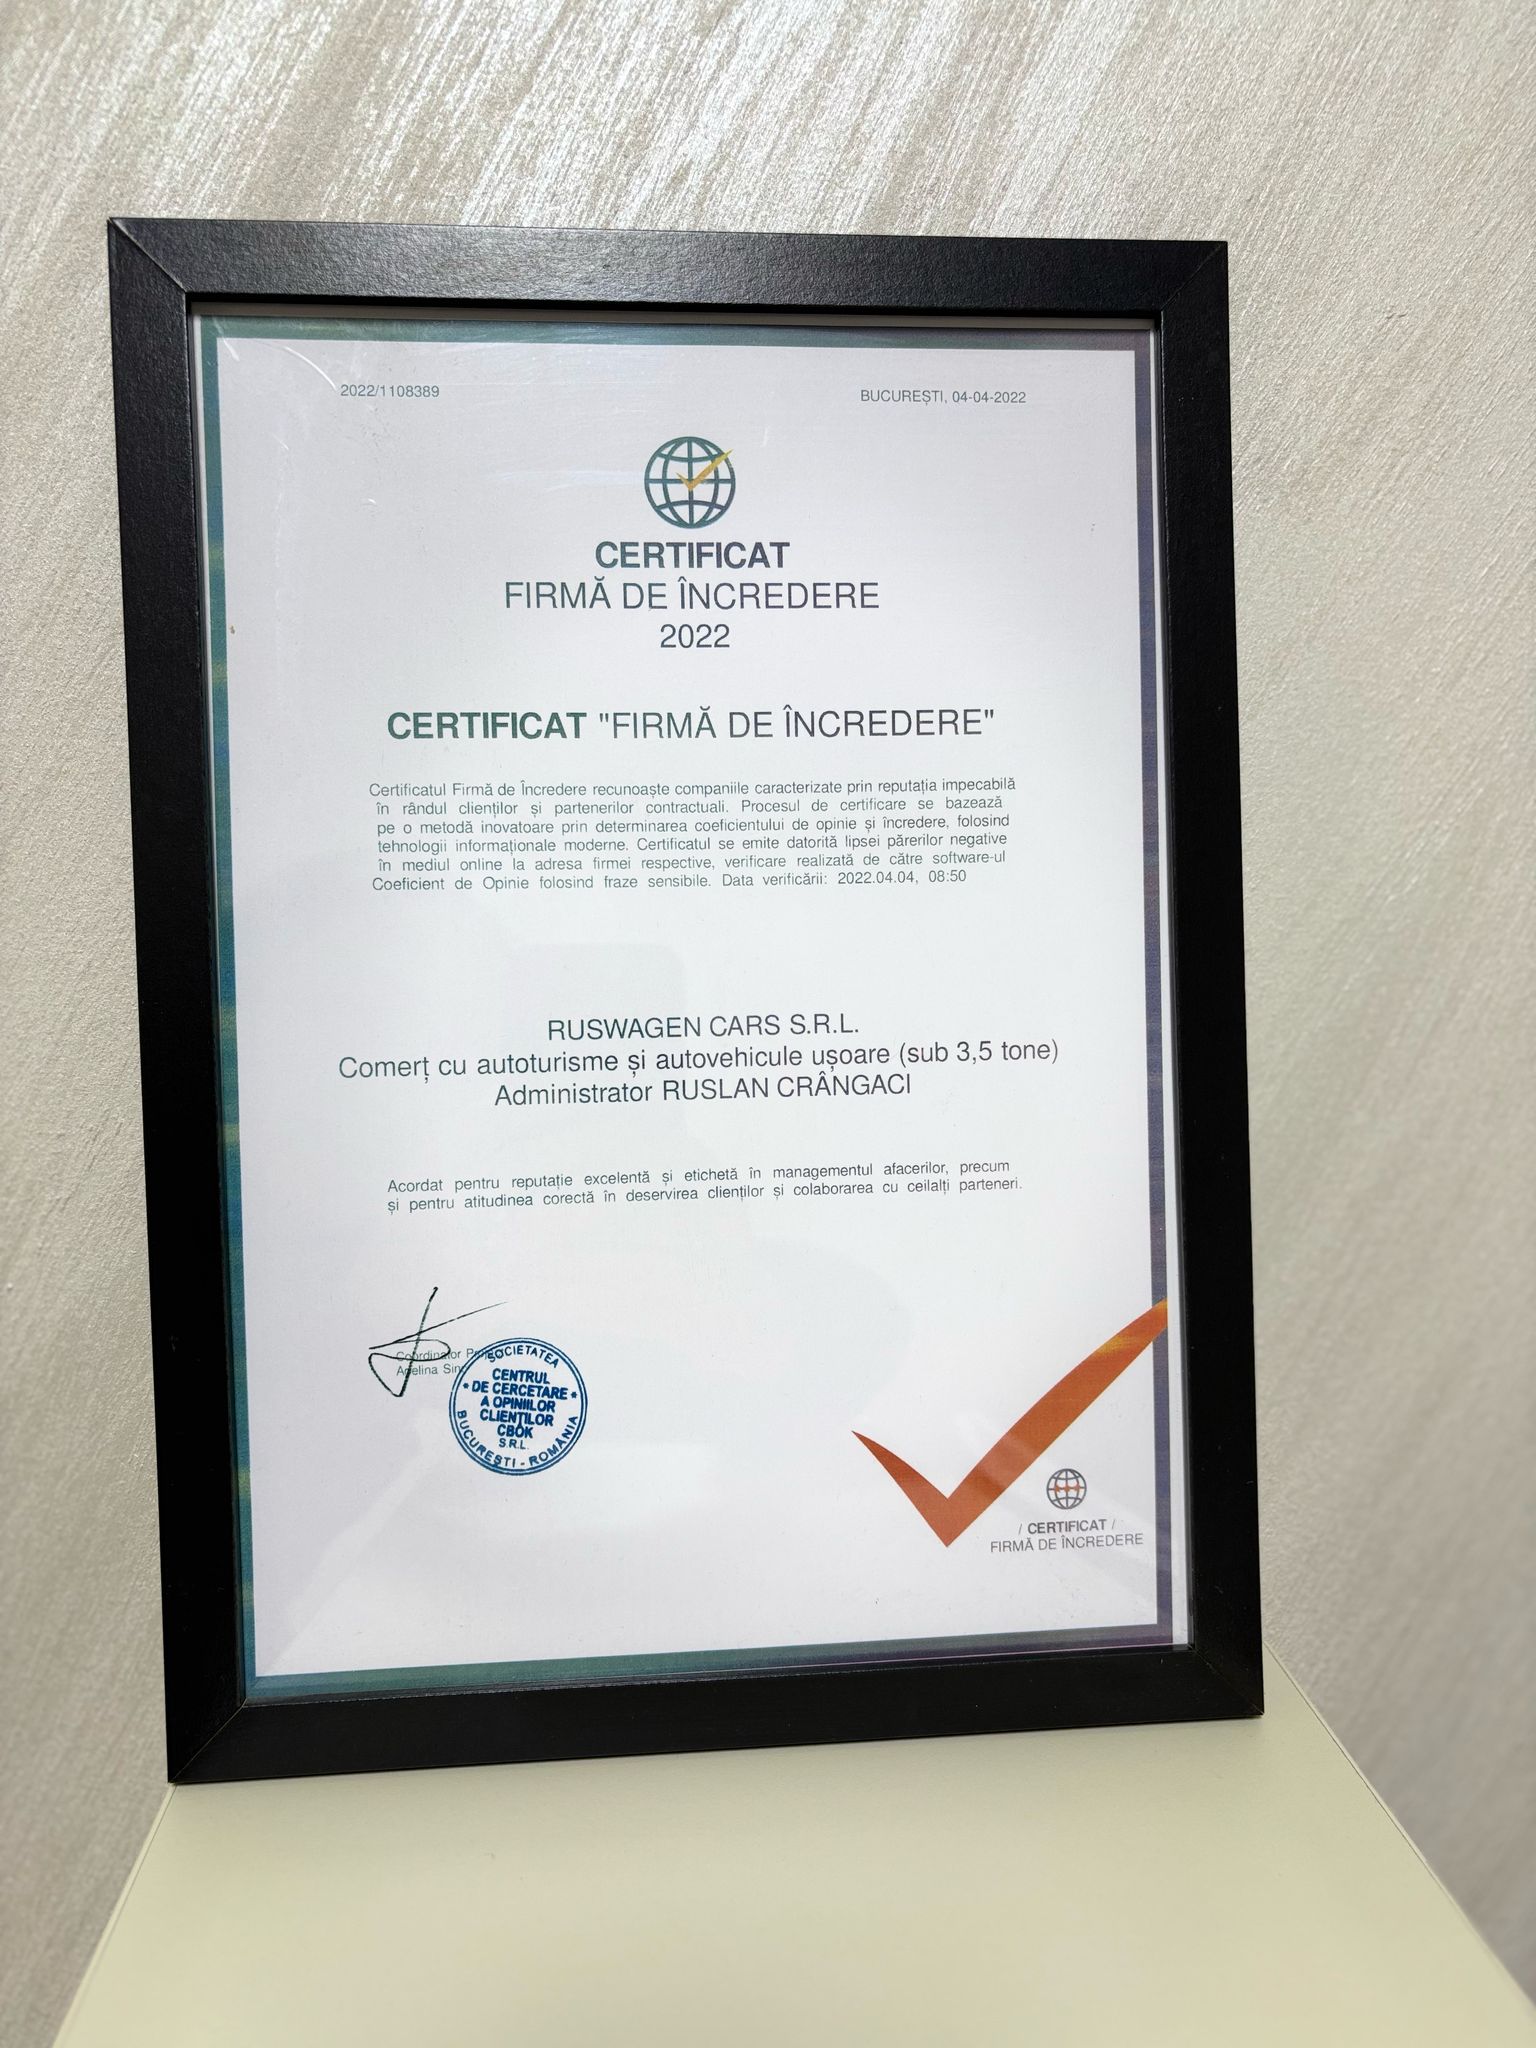 2022/1108389
BUCUREȘTI, 04-04-2022
CERTIFICAT
FIRMĂ DE ÎNCREDERE
2022
CERTIFICAT "FIRMĂ DE ÎNCREDERE"
Certificatul Firmă de Încredere recunoaște companiile caracterizate prin reputația impecabilă
în rândul clienților și partenerilor contractuali. Procesul de certificare se bazează
pe o metodă inovatoare prin determinarea coeficientului de opinie și încredere, folosind
tehnologii informaționale moderne. Certificatul se emite datorită lipsei părerilor negative
în mediul online la adresa firmei respective, verificare realizată de către software-ul
Coeficient de Opinie folosind fraze sensibile. Data verificării: 2022.04.04, 08:50
RUSWAGEN CARS S.R.L.
Comerț cu autoturisme și autovehicule ușoare (sub 3,5 tone)
Administrator RUSLAN CRÂNGACI
Acordat pentru reputație excelentă și etichetă în managementul afacerilor, precum
și pentru atitudinea corectă în deservirea clienților și colaborarea cu ceilalți parteneri.
Coordinator
SOCIETATEA
CENTRUL
* DE CERCETARE *
A OPINIILOR
CLIENȚILOR
CBOK
S.R.L.
BUCUREȘTI - ROMÂNIA
/ CERTIFICAT /
FIRMĂ DE ÎNCREDERE